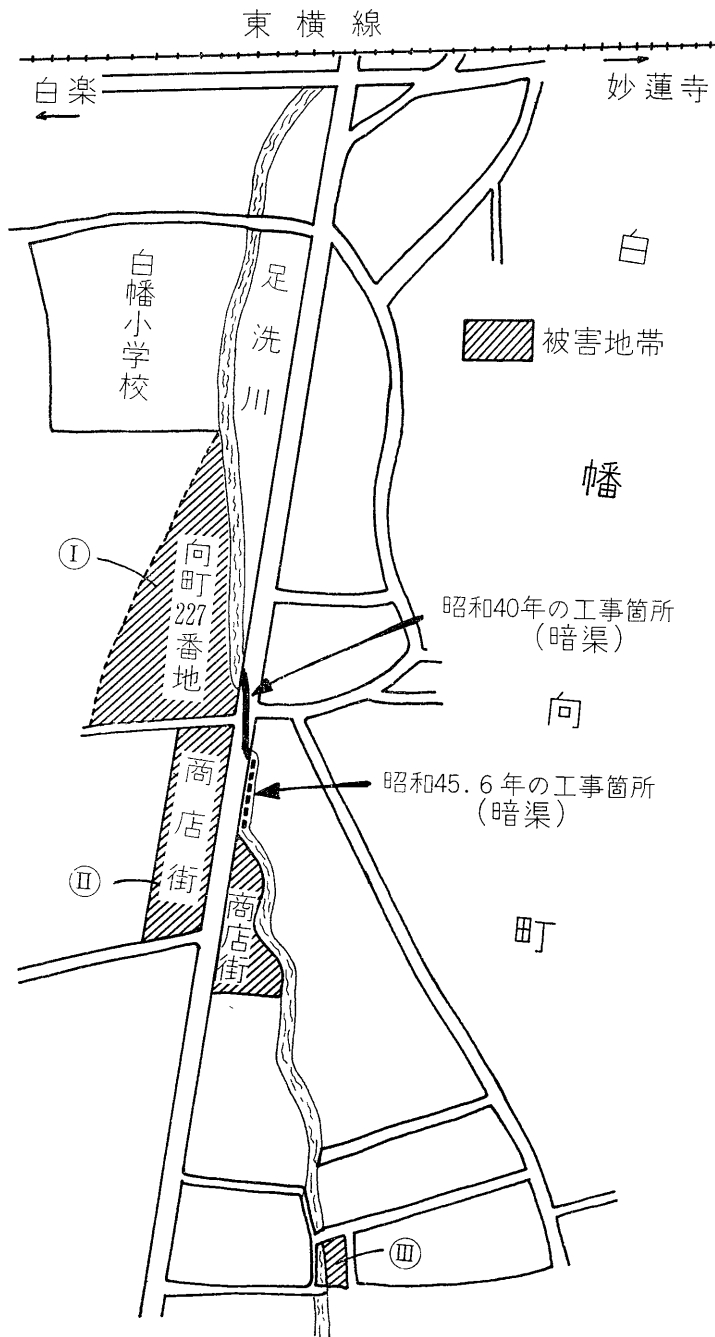 東横線
白楽
妙蓮寺
白幡向町
被害地帯
足洗川
白幡小学校
Ⅰ
向町227番地
昭和40年の工事箇所
(暗渠)
昭和45.6年の工事箇所
(暗渠)
商店街
Ⅱ
商店街
Ⅲ